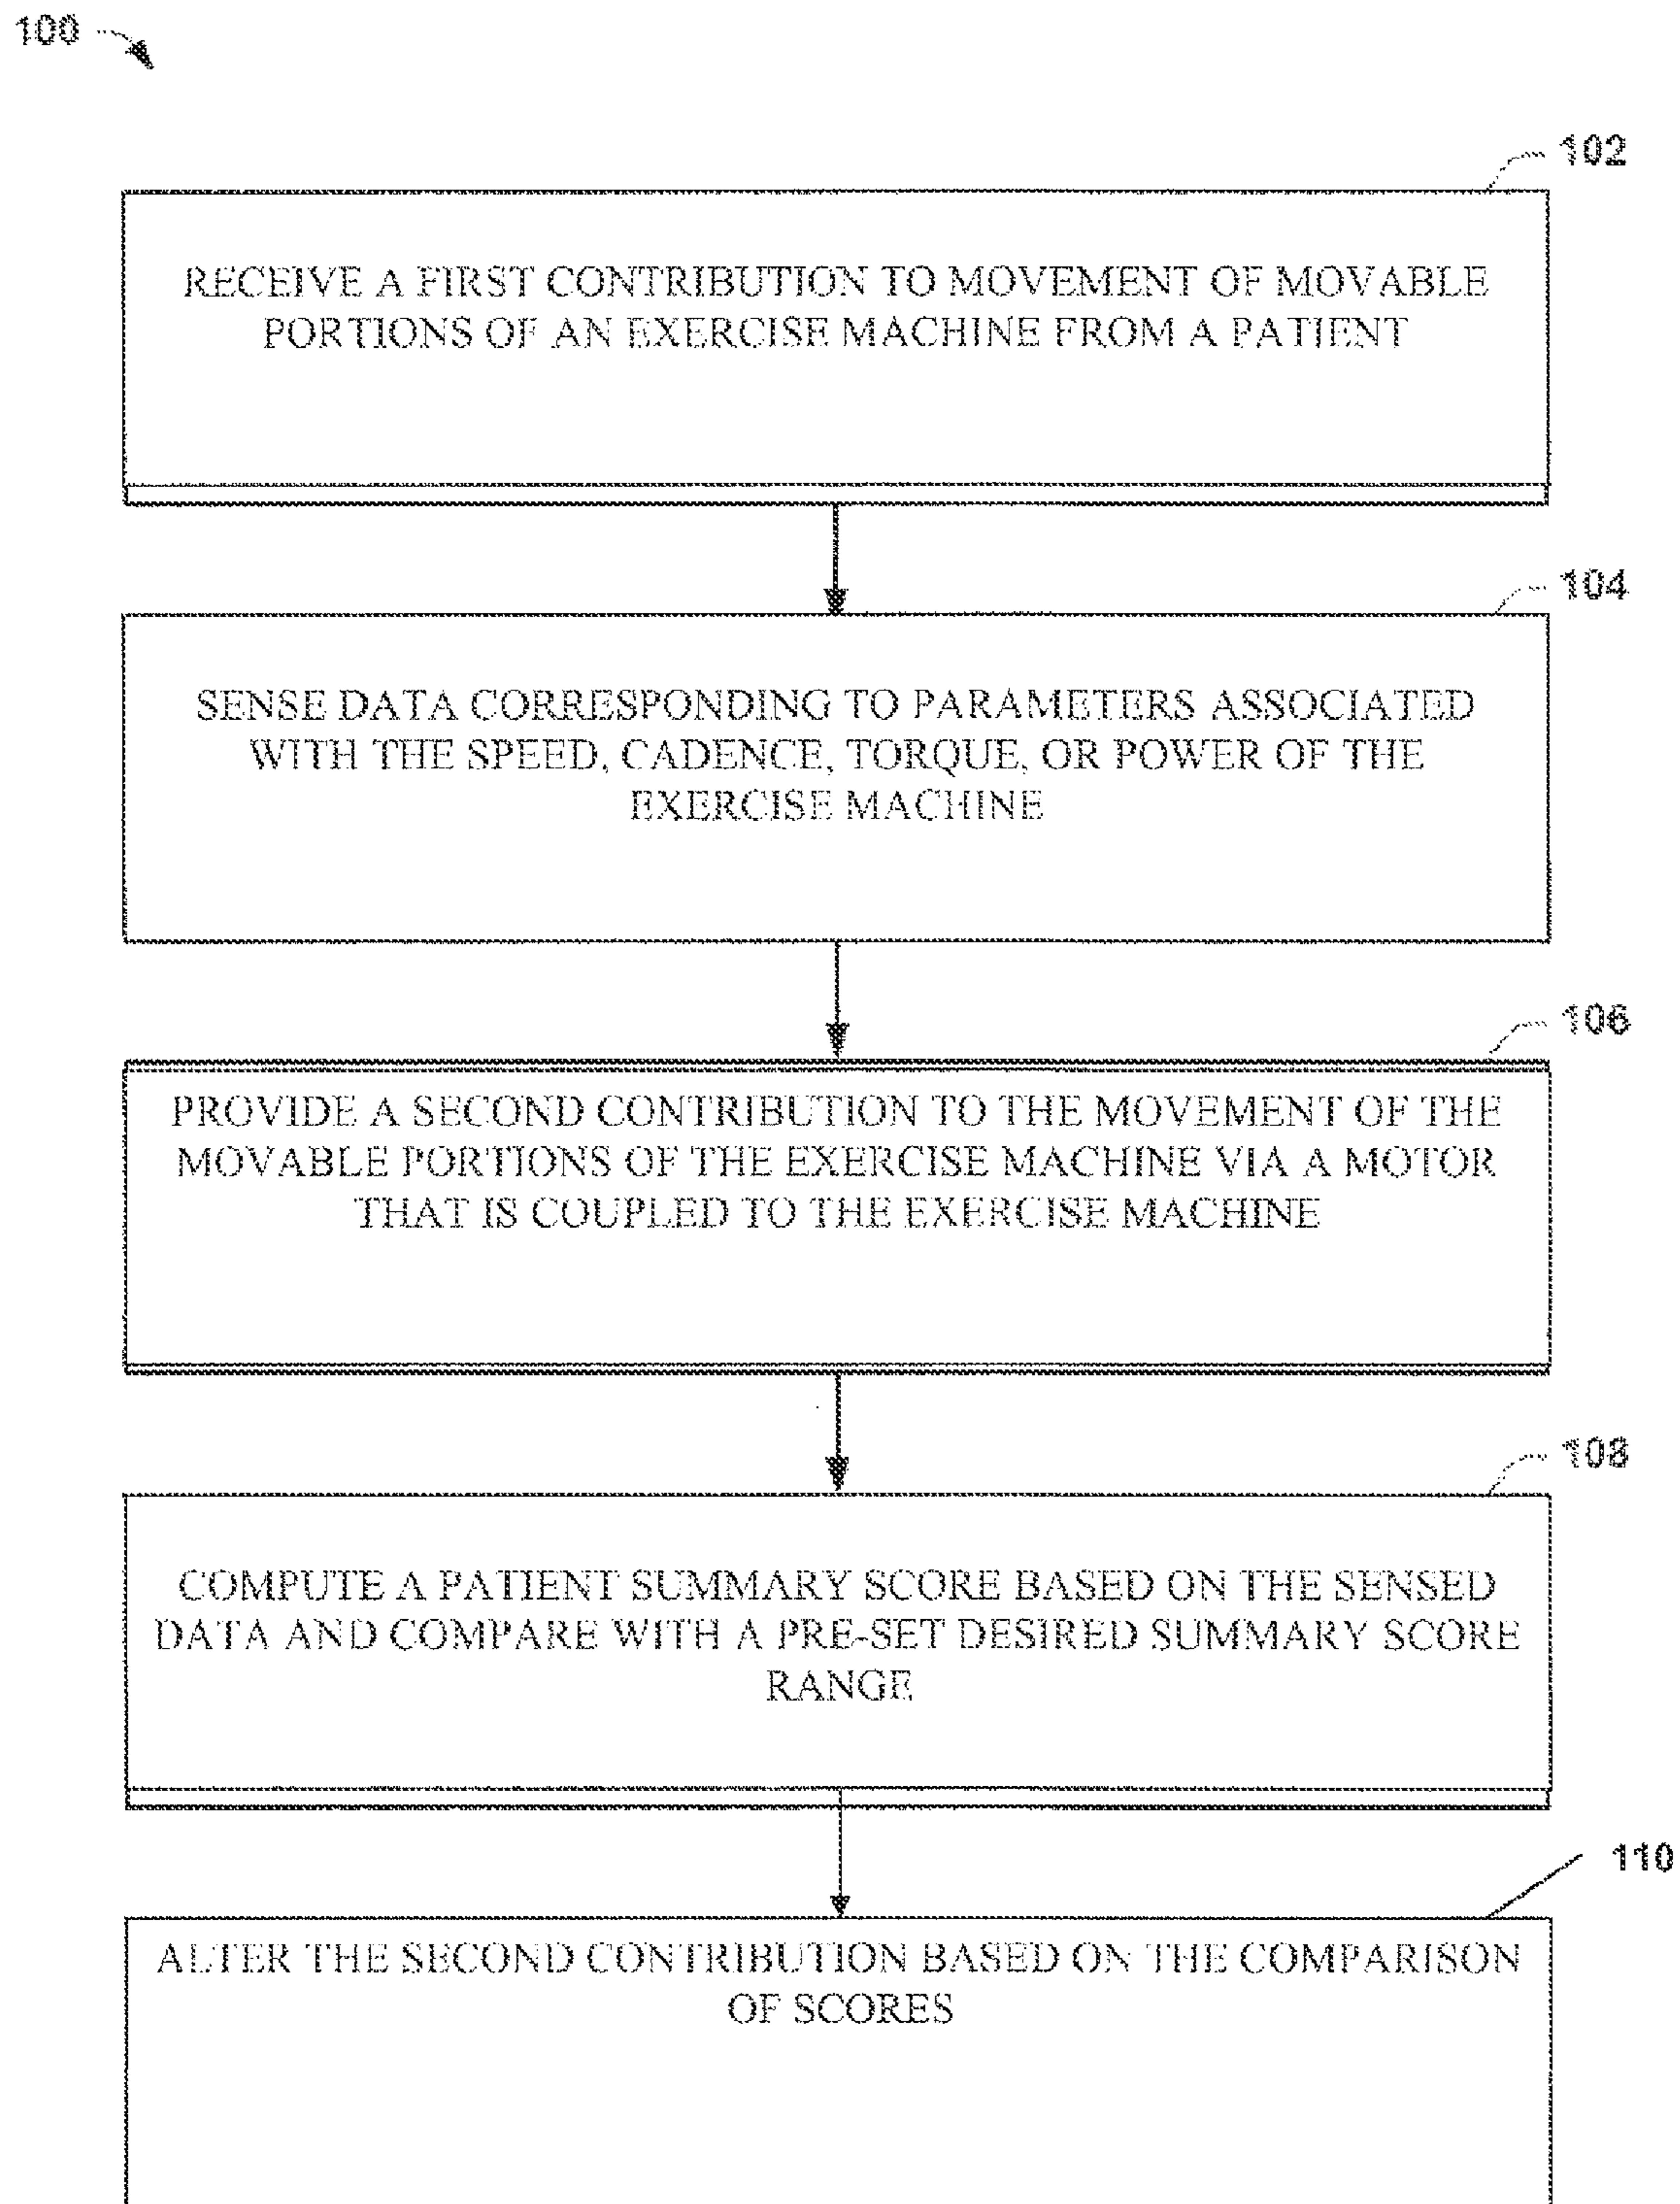 100
102
RECEIVE A FIRST CONTRIBUTION TO MOVEMENT OF MOVABLE
PORTIONS OF AN EXERCISE MACHINE FROM A PATIENT
104
SENSE DATA CORRESPONDING TO PARAMETERS ASSOCIATED
WITH THE SPEED, CADENCE, TORQUE, OR POWER OF THE
EXERCISE MACHINE
106
PROVIDE A SECOND CONTRIBUTION TO THE MOVEMENT OF THE
MOVABLE PORTIONS OF THE EXERCISE MACHINE VIA A MOTOR
THAT IS COUPLED TO THE EXERCISE MACHINE
108
COMPUTE A PATIENT SUMMARY SCORE BASED ON THE SENSED
DATA AND COMPARE WITH A PRE-SET DESIRED SUMMARY SCORE
RANGE
110
ALTER THE SECOND CONTRIBUTION BASED ON THE COMPARISON
OF SCORES